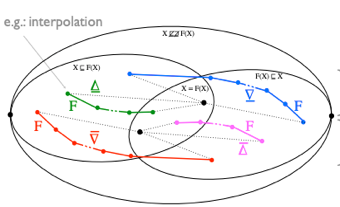 e.g.: interpolation
X ⋢⋣ F(X)
X ⊑ F(X)
F(X) ⊑ X
X = F(X)
Δ
F
∇
F
F
∇
F
Δ